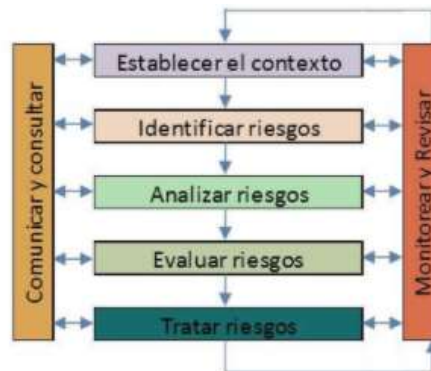 Comunicar y consultar
Establecer el contexto
Identificar riesgos
Analizar riesgos
Evaluar riesgos
Tratar riesgos
Monitorear y Revisar